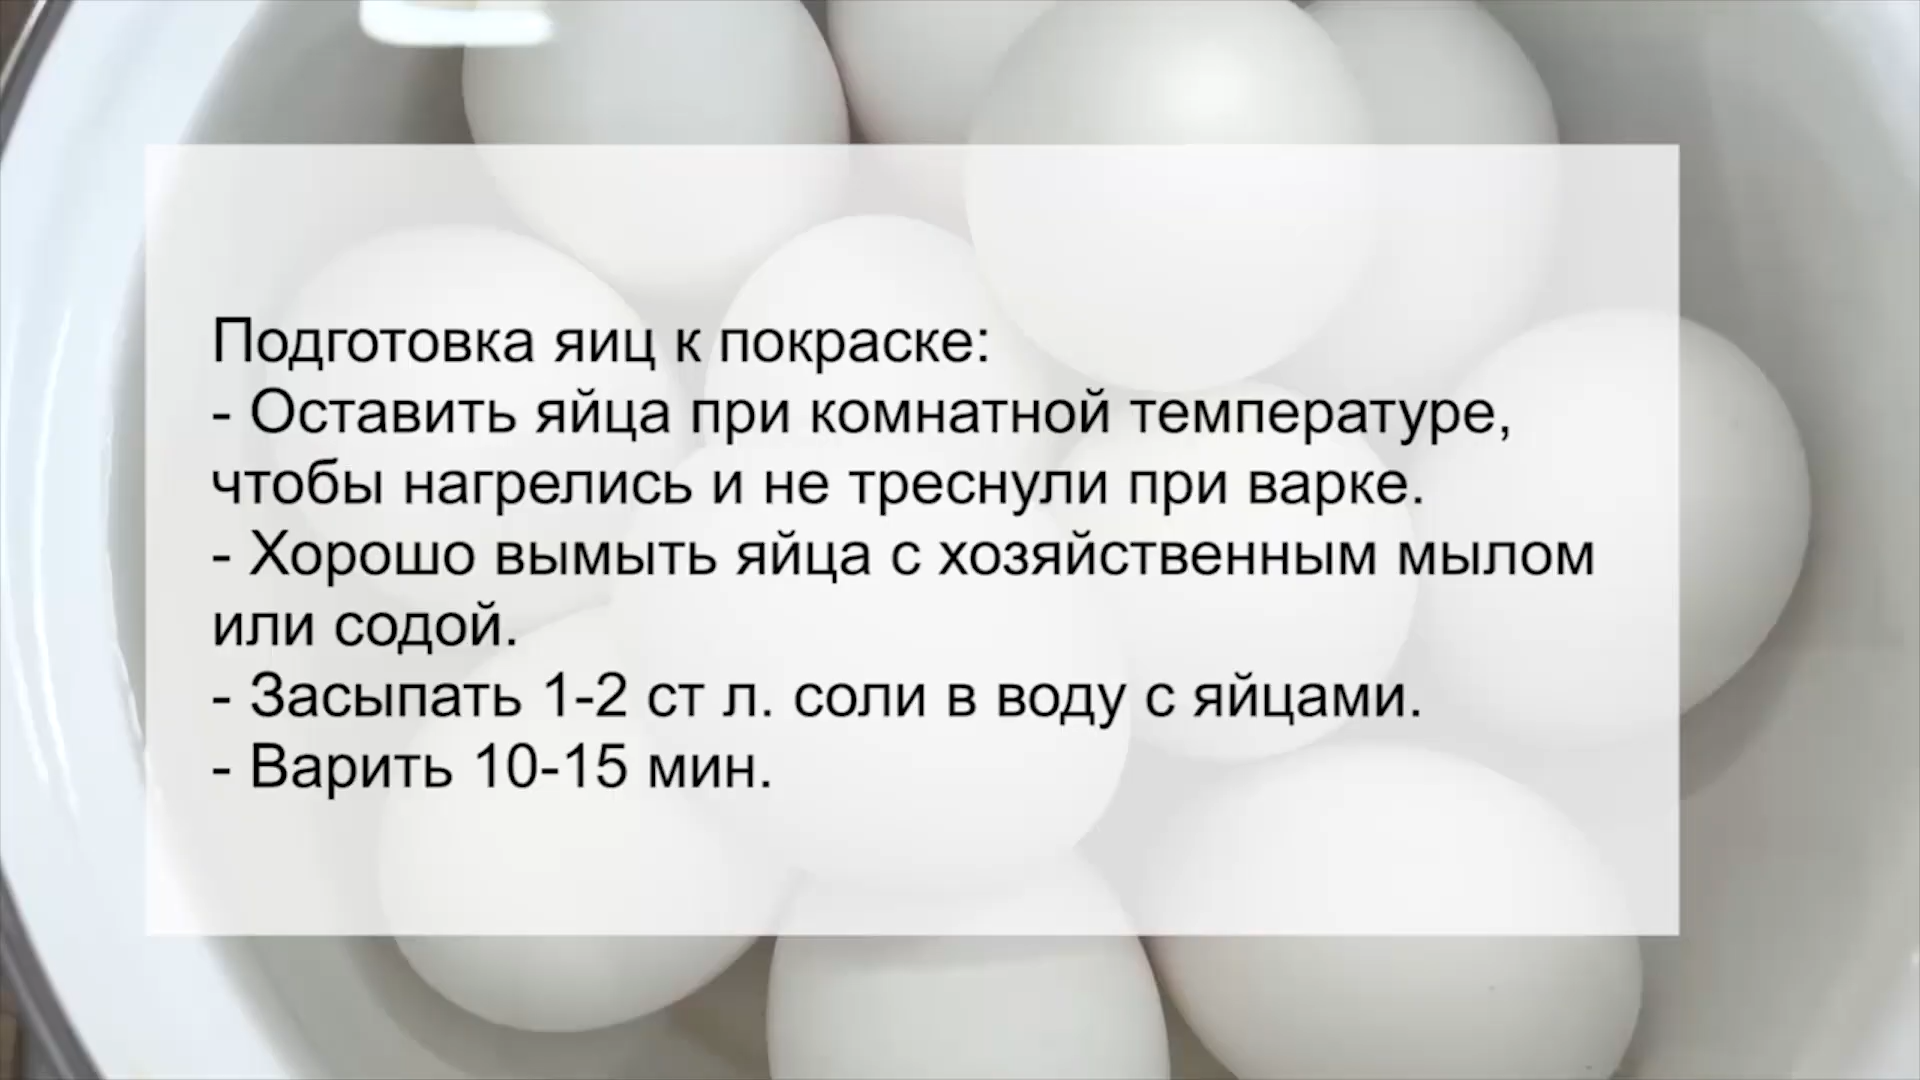 Подготовка яиц к покраске:
- Оставить яйца при комнатной температуре,
чтобы нагрелись и не треснули при варке.
- Хорошо вымыть яйца с хозяйственным мылом
или содой.
- Засыпать 1-2 ст л. соли в воду с яйцами.
- Варить 10-15 мин.